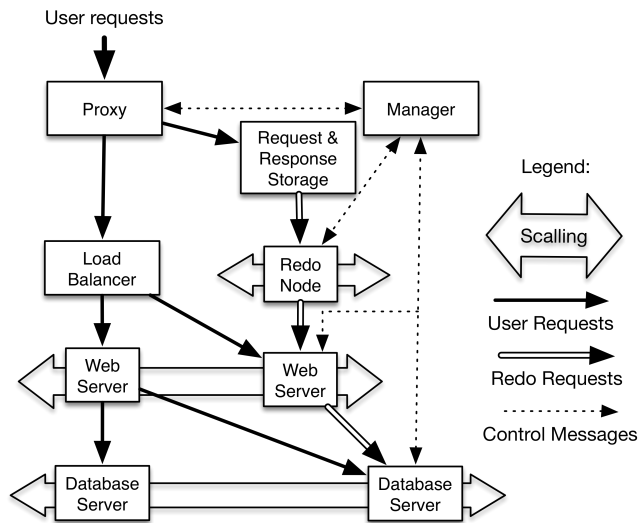 User requests
Proxy
Manager
Request &
Response
Storage
Legend:
Scalling
Load
Balancer
Redo
Node
User Requests
Redo Requests
Web
Server
Web
Server
Control Messages
Database
Server
Database
Server